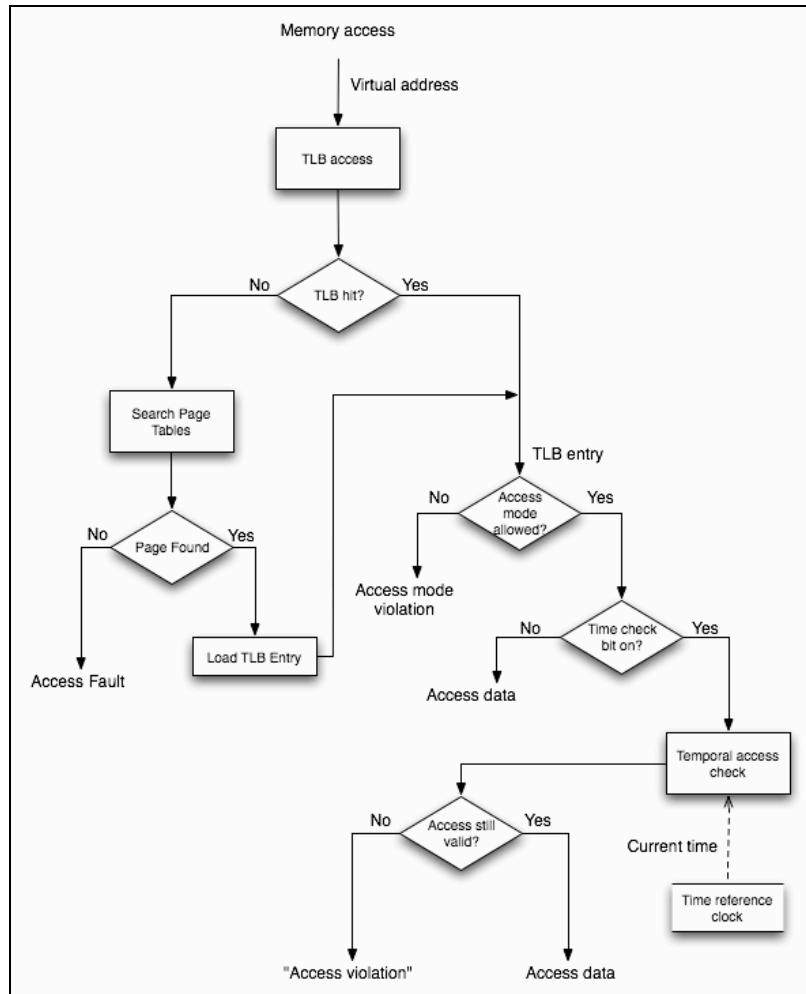 Memory access
Virtual address
TLB access
No
TLB hit?
Yes
Search Page
Tables
TLB entry
No
Access
mode
allowed?
Yes
No
Page Found
Yes
Access mode
violation
Load TLB Entry
No
Time check
bit on?
Yes
Access Fault
Access data
Temporal access
check
No
Access still
valid?
Yes
Current time
Time reference
clock
"Access violation"
Access data